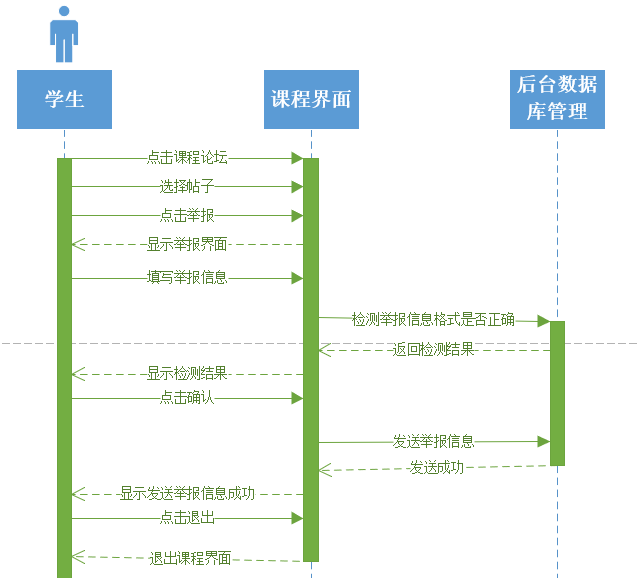 学生
课程界面
后台数据
库管理
点击课程论坛
选择帖子
点击举报
显示举报界面
填写举报信息
检测举报信息格式是否正确
返回检测结果
显示检测结果
点击确认
发送举报信息
发送成功
显示发送举报信息成功
点击退出
退出课程界面